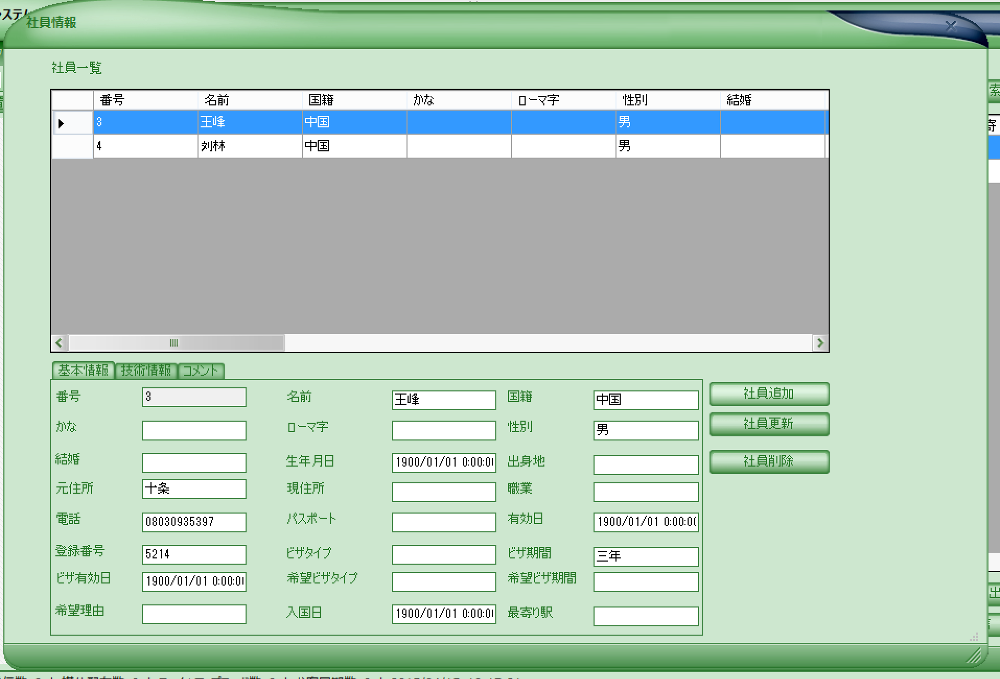 ステム
社員情報
社員一覧
番号 名前 国籍 かな ローマ字 性別 結婚
3 王峰 中国 男
4 刘林 中国 男
基本情報 技術情報 コメント
番号 3 名前 王峰 国籍 中国 社員追加
かな ローマ字 性別 男 社員更新
結婚 生年月日 1900/01/01 0:00:0 出身地 社員削除
元住所 十条 現住所 職業
電話 08030935397 パスポート 有効日 1900/01/01 0:00:0
登録番号 5214 ビザタイプ ビザ期間 三年
ビザ有効日 1900/01/01 0:00:0 希望ビザタイプ 希望ビザ期間
希望理由 入国日 1900/01/01 0:00:0 最寄り駅
索
寄
出